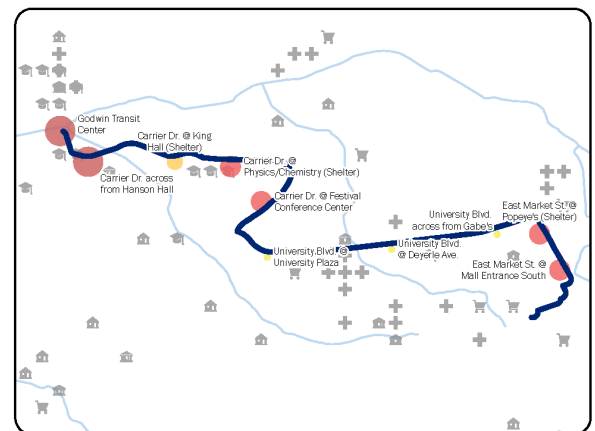 Godwin Transit
Center
Carrier Dr. @ King
Hall (Shelter)
Carrier Dr. across
from Hanson Hall
Carrier Dr. @
Physics/Chemistry (Shelter)
Carrier Dr. @ Festival
Conference Center
University Blvd. @
University Plaza
University Blvd.
@ Deyerle Ave.
University Blvd.
across from Gabe's
East Market St. @
Popeye's (Shelter)
East Market St. @
Mall Entrance South